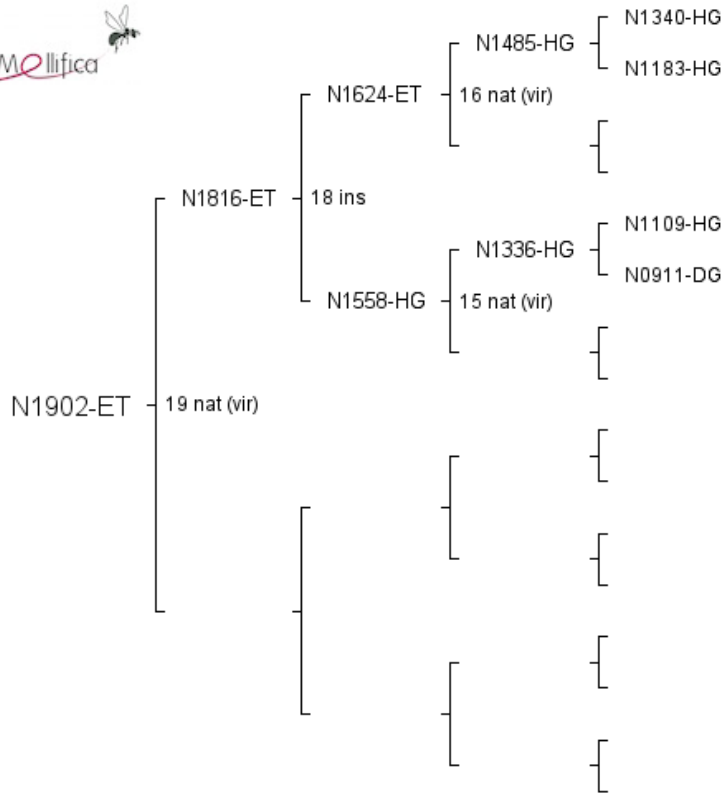 Mellifica
N1340-HG
N1485-HG
N1183-HG
N1624-ET
16 nat (vir)
N1816-ET
18 ins
N1109-HG
N1336-HG
N0911-DG
N1558-HG
15 nat (vir)
N1902-ET
19 nat (vir)